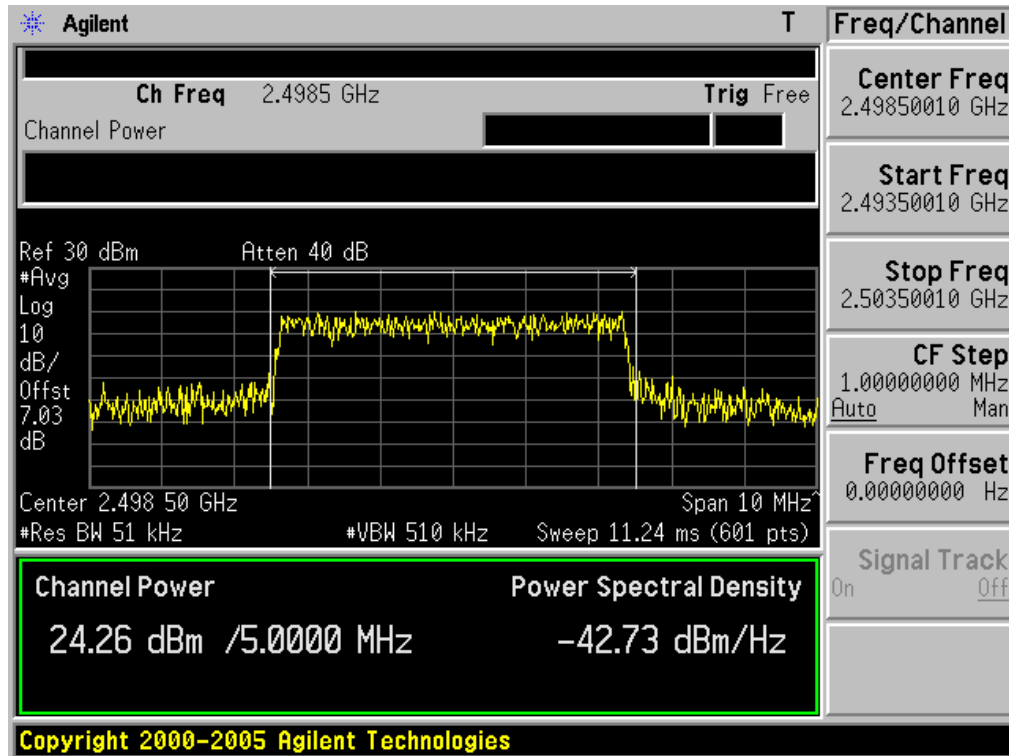 Agilent T
Ch Freq 2.4985 GHz Trig Free
Channel Power
Ref 30 dBm Atten 40 dB
#Avg
Log
10
dB/
Offst
7.03
dB
Center 2.498 50 GHz Span 10 MHz^
#Res BW 51 kHz #VBW 510 kHz Sweep 11.24 ms (601 pts)
Channel Power Power Spectral Density
24.26 dBm /5.0000 MHz -42.73 dBm/Hz
Copyright 2000-2005 Agilent Technologies
Freq/Channel
Center Freq
2.49850010 GHz
Start Freq
2.49350010 GHz
Stop Freq
2.50350010 GHz
CF Step
1.00000000 MHz
Auto Man
Freq Offset
0.00000000 Hz
Signal Track
On Off